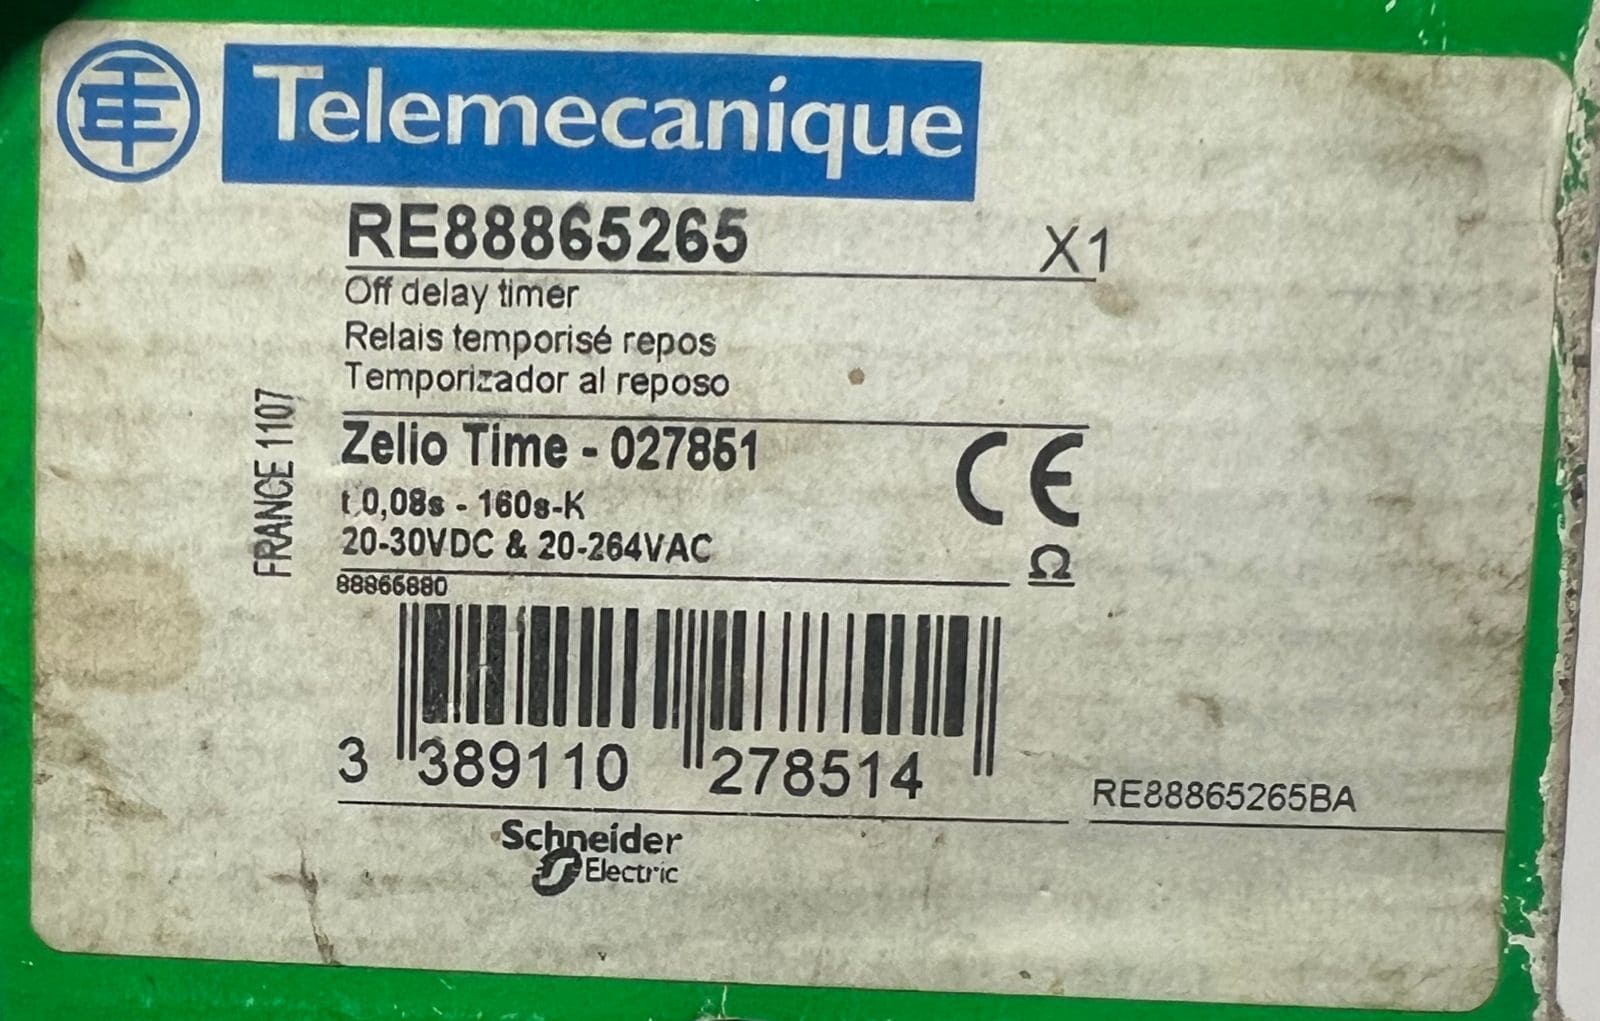 Telemecanique
RE88865265 X1
Off delay timer
Relais temporisé repos
Temporizador al reposo
FRANCE 1107
Zelio Time - 027851
t 0,08s - 160s-K
20-30VDC & 20-264VAC
CE
Ω
88866880
3 389110 278514
RE88865265BA
Schneider
Electric